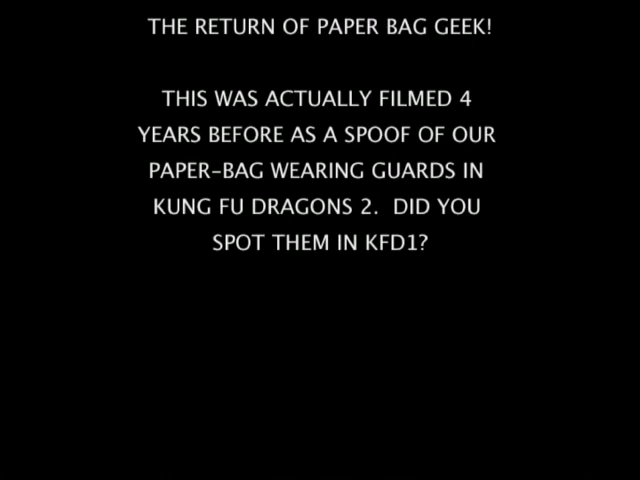 THE RETURN OF PAPER BAG GEEK!
THIS WAS ACTUALLY FILMED 4
YEARS BEFORE AS A SPOOF OF OUR
PAPER-BAG WEARING GUARDS IN
KUNG FU DRAGONS 2.  DID YOU
SPOT THEM IN KFD1?